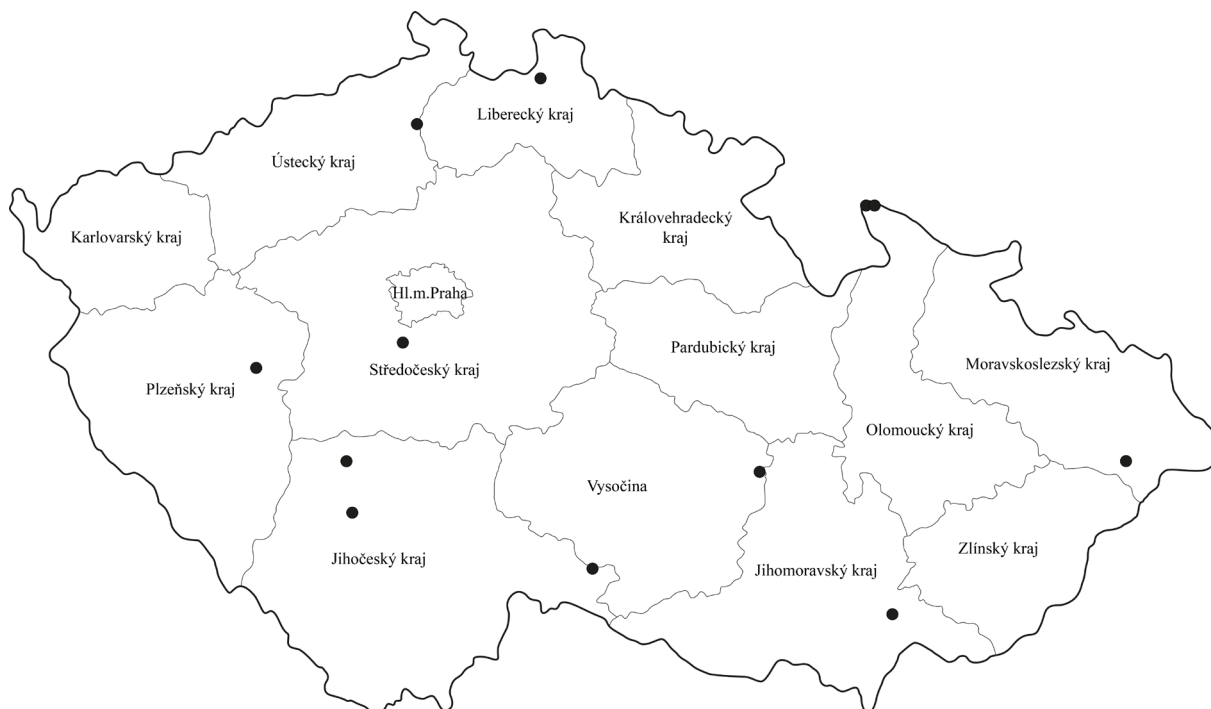 Liberecký kraj
Ústecký kraj
Královehradecký
kraj
Karlovarský kraj
Hl.m.Praha
Pardubický kraj
Středočeský kraj
Moravskoslezský kraj
Plzeňský kraj
Olomoucký kraj
Vysočina
Zlínský kraj
Jihočeský kraj
Jihomoravský kraj